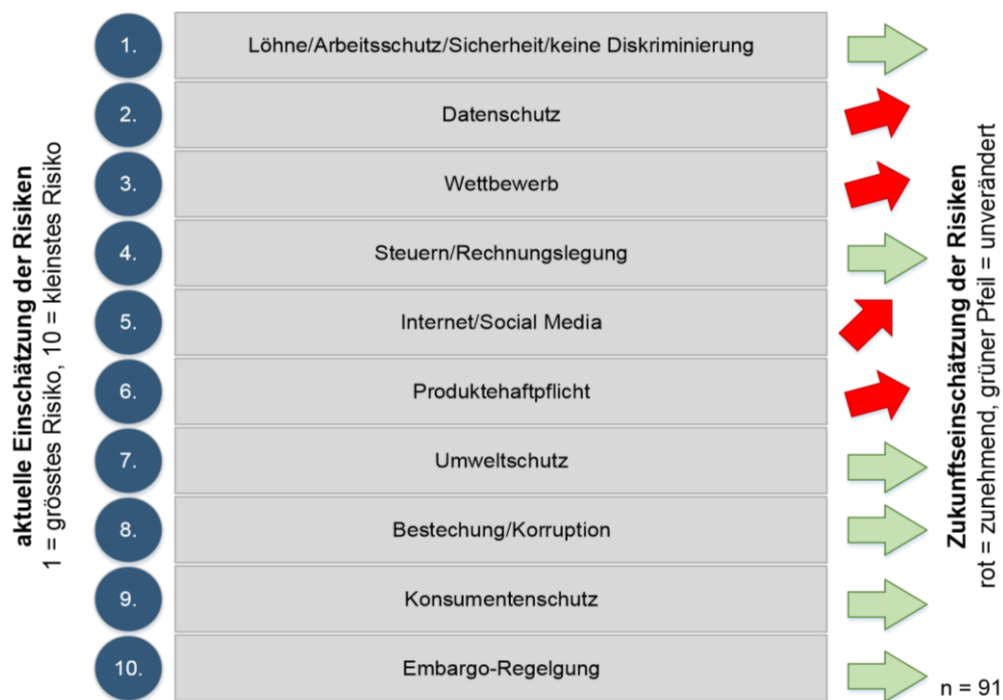 aktuelle Einschätzung der Risiken
1 = grösstes Risiko, 10 = kleinstes Risiko
1. Löhne/Arbeitsschutz/Sicherheit/keine Diskriminierung
2. Datenschutz
3. Wettbewerb
4. Steuern/Rechnungslegung
5. Internet/Social Media
6. Produktehaftpflicht
7. Umweltschutz
8. Bestechung/Korruption
9. Konsumentenschutz
10. Embargo-Regelgung
Zukunftseinschätzung der Risiken
rot = zunehmend, grüner Pfeil = unverändert
n = 91